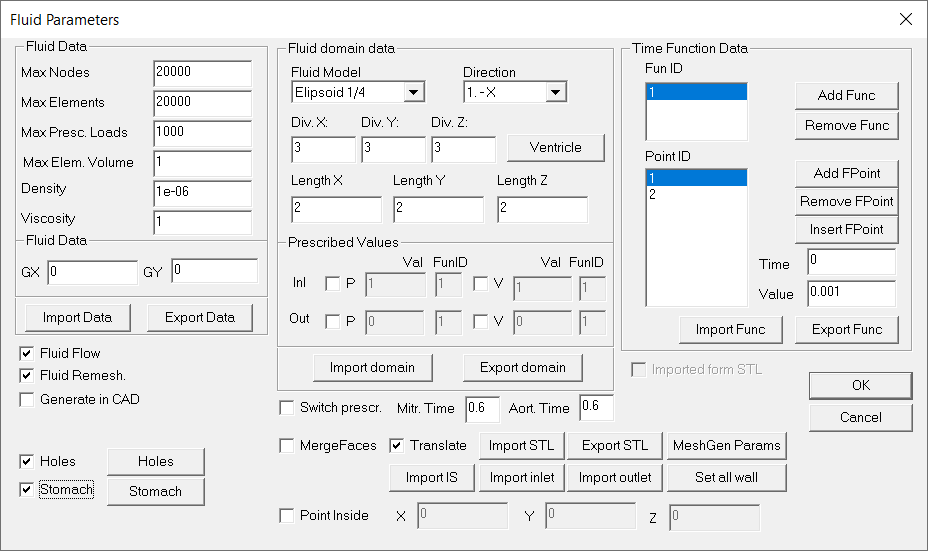 Fluid Parameters
Fluid Data
Max Nodes 20000
Max Elements 20000
Max Presc. Loads 1000
Max Elem. Volume 1
Density 1e-06
Viscosity 1
Fluid Data
GX 0 GY 0
Import Data Export Data
Fluid Flow
Fluid Remesh.
Generate in CAD
Holes Holes
Stomach Stomach
Fluid domain data
Fluid Model Direction
Elipsoid 1/4 1. - X
Div. X: Div. Y: Div. Z:
3 3 3 Ventricle
Length X Length Y Length Z
2 2 2
Prescribed Values
Val FunID Val FunID
Inl P 1 1 V 1 1
Out P 0 1 V 0 1
Import domain Export domain
Switch prescr. Mitr. Time 0.6 Aort. Time 0.6
MergeFaces Translate Import STL Export STL MeshGen Params
Import IS Import inlet Import outlet Set all wall
Point Inside X 0 Y 0 Z 0
Time Function Data
Fun ID
1
Add Func
Remove Func
Point ID
1
2
Add FPoint
Remove FPoint
Insert FPoint
Time 0
Value 0.001
Import Func Export Func
Imported form STL
OK
Cancel